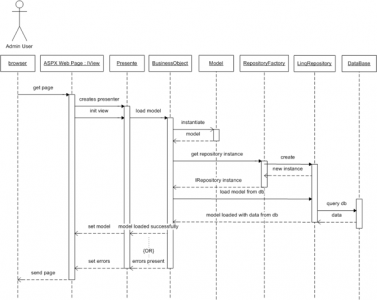 Admin User
browser
ASPX Web Page : IView
Presente
BusinessObject
Model
RepositoryFactory
LinqRepository
DataBase
get page
creates presenter
init view
load model
instantiate
model
get repository instance
create
new instance
IRepository instance
load model from db
query db
data
model loaded with data from db
set model
model loaded successfully
{OR}
set errors
errors present
send page